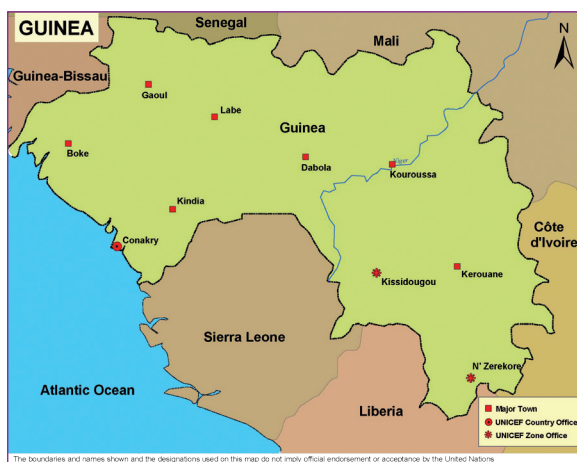 GUINEA
Senegal
Mali
N
Guinea-Bissau
Gaoul
Labe
Guinea
Boke
Niger
Dabola
Kouroussa
Kindia
Conakry
Côte
d'Ivoire
Kissidougou
Kerouane
Sierra Leone
N' Zerekore
Atlantic Ocean
Liberia
Major Town
UNICEF Country Office
UNICEF Zone Office
The boundaries and names shown and the designations used on this map do not imply official endorsement or acceptance by the United Nations